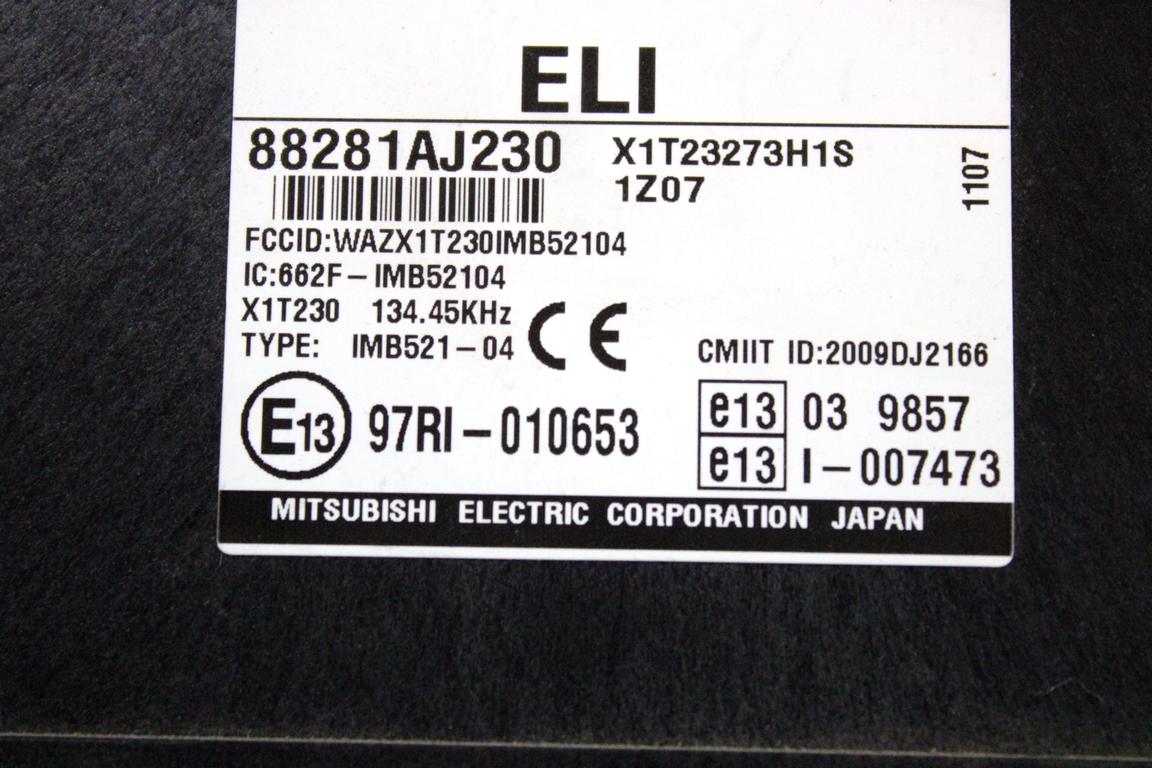 ELI
88281AJ230
X1T23273H1S
1Z07
1107
FCCID:WAZX1T230IMB52104
IC:662F-IMB52104
X1T230 134.45KHz
TYPE: IMB521-04
CE
CMIIT ID:2009DJ2166
E13 97RI-010653
e13 03 9857
e13 I-007473
MITSUBISHI ELECTRIC CORPORATION JAPAN